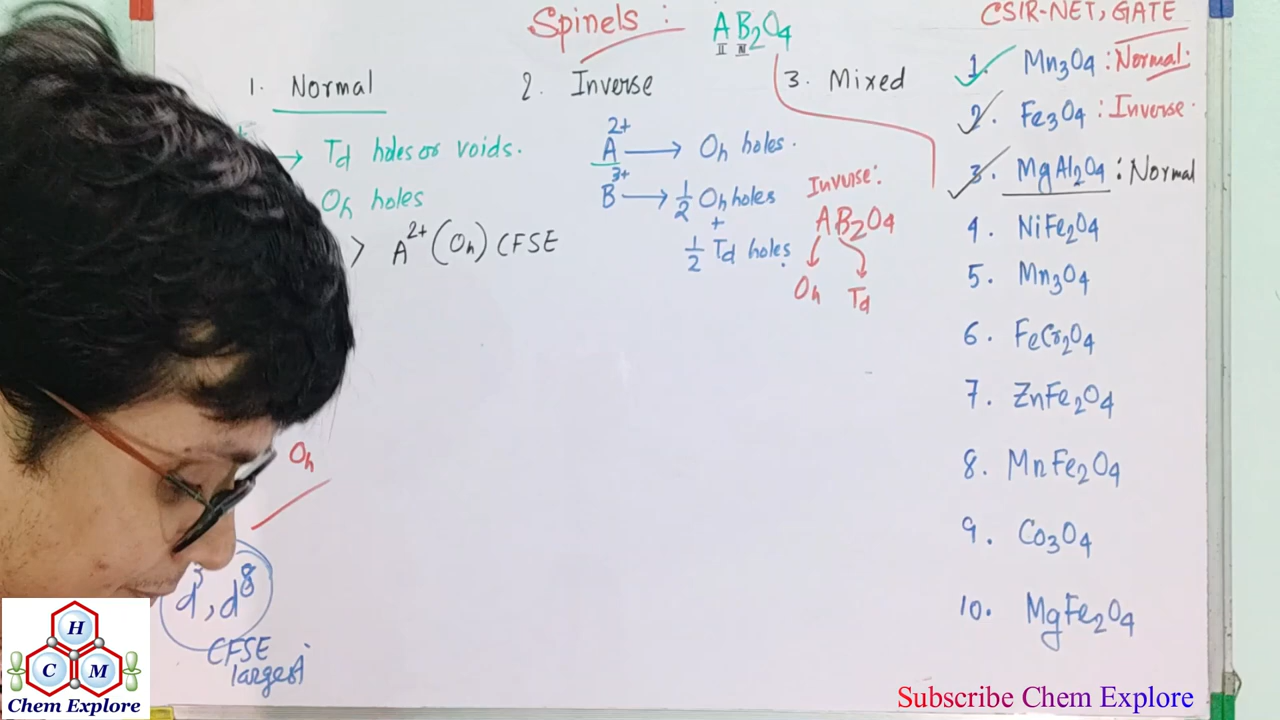 Spinels : AB2O4
II III
CSIR-NET, GATE
1. Normal
2. Inverse
3. Mixed
→ Td holes or voids.
Oh holes
> A2+ (Oh) CFSE
A2+ → Oh holes.
B3+ → 1/2 Oh holes
+
1/2 Td holes.
Inverse:
AB2O4
Oh Td
1. Mn3O4 : Normal.
2. Fe3O4 : Inverse.
3. MgAl2O4 : Normal
4. NiFe2O4
5. Mn3O4
6. FeCr2O4
7. ZnFe2O4
8. MnFe2O4
9. Co3O4
10. MgFe2O4
Oh
d3, d8
CFSE
largest
H
C M
Chem Explore
Subscribe Chem Explore